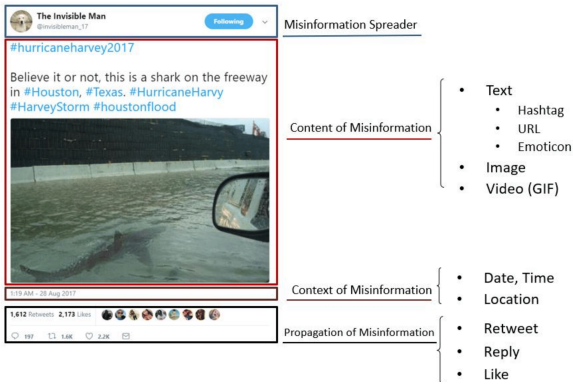 The Invisible Man
@invisibleman_17
Following
Misinformation Spreader
#hurricaneharvey2017
Believe it or not, this is a shark on the freeway
in #Houston, #Texas. #HurricaneHarvy
#HarveyStorm #houstonflood
Content of Misinformation
• Text
• Hashtag
• URL
• Emoticon
• Image
• Video (GIF)
1:19 AM - 28 Aug 2017
Context of Misinformation
• Date, Time
• Location
1,612 Retweets 2,173 Likes
197 1.6K 2.2K
Propagation of Misinformation
• Retweet
• Reply
• Like